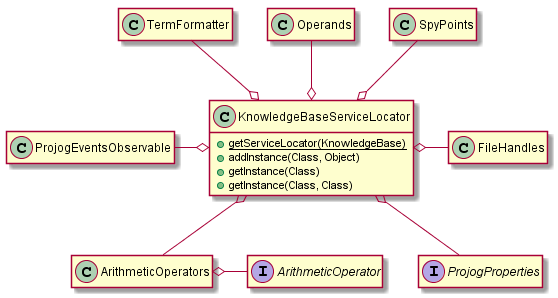 C TermFormatter
C Operands
C SpyPoints
C KnowledgeBaseServiceLocator
getServiceLocator(KnowledgeBase)
addInstance(Class, Object)
getInstance(Class)
getInstance(Class, Class)
C ProjogEventsObservable
C FileHandles
C ArithmeticOperators
I ArithmeticOperator
I ProjogProperties